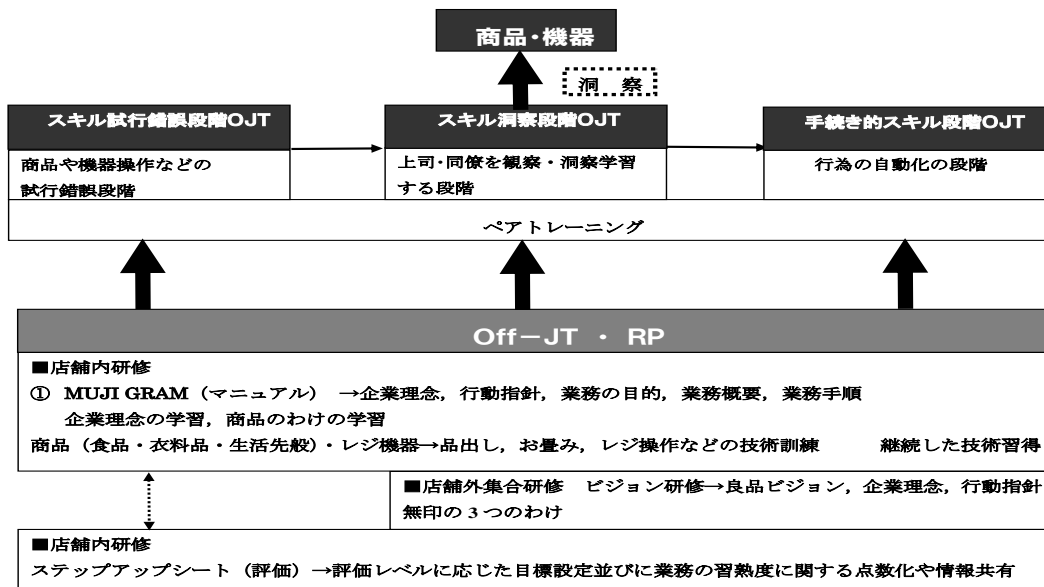 商品・機器
洞 察
スキル試行錯誤段階OJT
商品や機器操作などの
試行錯誤段階
スキル洞察段階OJT
上司・同僚を観察・洞察学習
する段階
手続き的スキル段階OJT
行為の自動化の段階
ペアトレーニング
Off－JT ・ RP
■店舗内研修
① MUJI GRAM（マニュアル） →企業理念，行動指針，業務の目的，業務概要，業務手順
企業理念の学習，商品のわけの学習
商品（食品・衣料品・生活先般）・レジ機器→品出し，お畳み，レジ操作などの技術訓練 継続した技術習得
■店舗外集合研修 ビジョン研修→良品ビジョン，企業理念，行動指針
無印の３つのわけ
■店舗内研修
ステップアップシート（評価）→評価レベルに応じた目標設定並びに業務の習熟度に関する点数化や情報共有